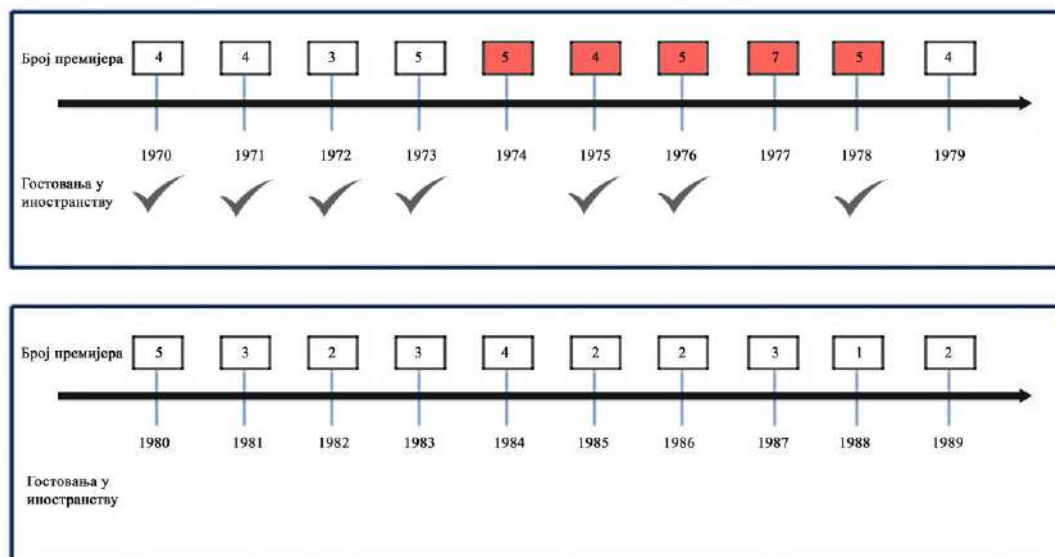 Број премијера 4 4 3 5 5 4 5 7 5 4
1970 1971 1972 1973 1974 1975 1976 1977 1978 1979
Гостовања у
иностранству
Број премијера 5 3 2 3 4 2 2 3 1 2
1980 1981 1982 1983 1984 1985 1986 1987 1988 1989
Гостовања у
иностранству